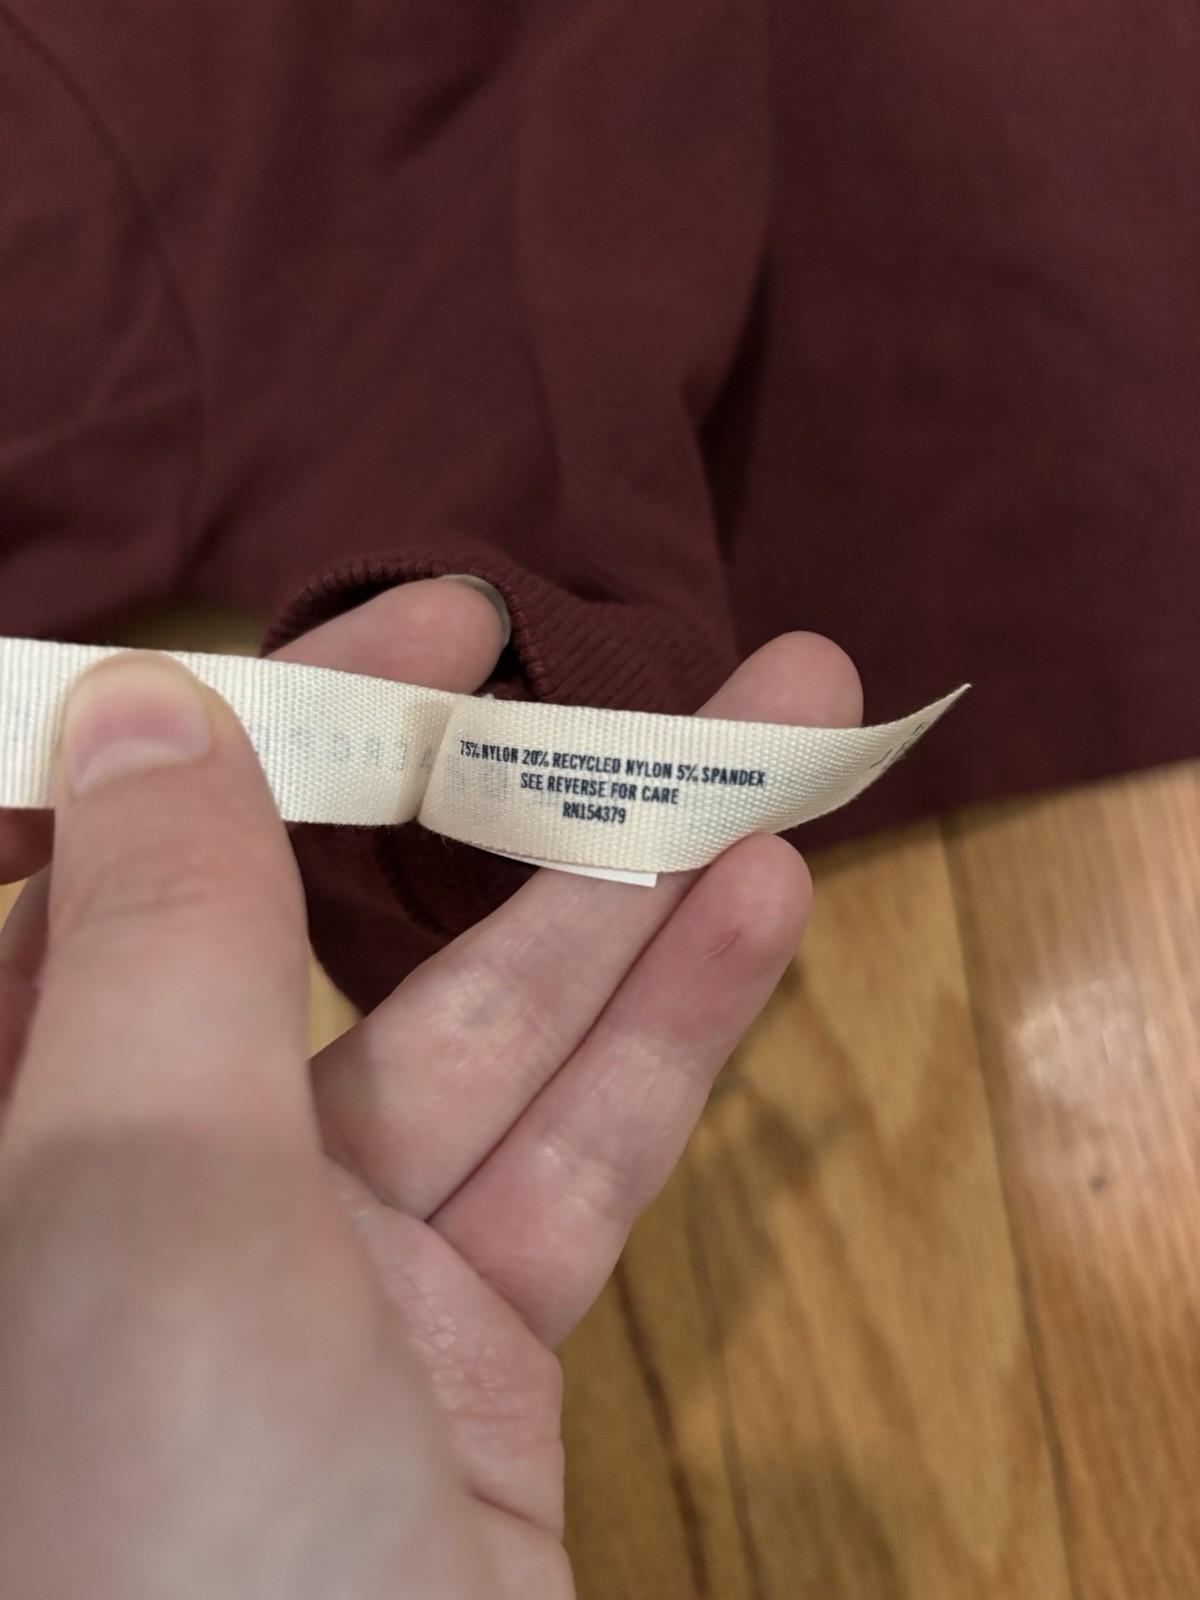 75% NYLON 20% RECYCLED NYLON 5% SPANDEX
SEE REVERSE FOR CARE
RN154379